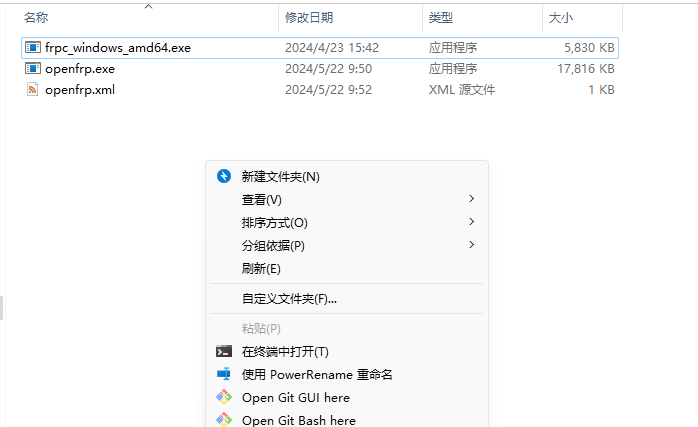 名称 修改日期 类型 大小
frpc_windows_amd64.exe 2024/4/23 15:42 应用程序 5,830 KB
openfrp.exe 2024/5/22 9:50 应用程序 17,816 KB
openfrp.xml 2024/5/22 9:52 XML 源文件 1 KB
新建文件夹(N)
查看(V)
排序方式(O)
分组依据(P)
刷新(E)
自定义文件夹(F)...
粘贴(P)
在终端中打开(T)
使用 PowerRename 重命名
Open Git GUI here
Open Git Bash here